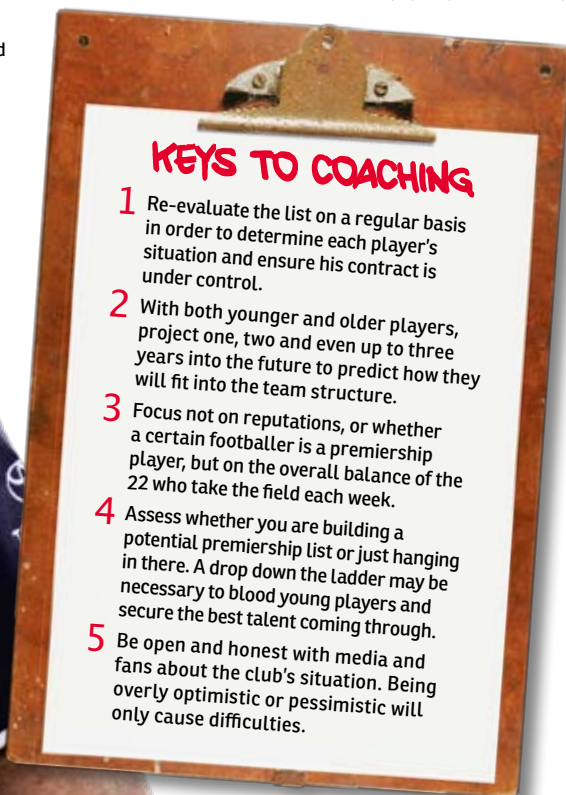 KEYS TO COACHING
1 Re-evaluate the list on a regular basis
in order to determine each player's
situation and ensure his contract is
under control.
2 With both younger and older players,
project one, two and even up to three
years into the future to predict how they
will fit into the team structure.
3 Focus not on reputations, or whether
a certain footballer is a premiership
player, but on the overall balance of the
22 who take the field each week.
4 Assess whether you are building a
potential premiership list or just hanging
in there. A drop down the ladder may be
necessary to blood young players and
secure the best talent coming through.
5 Be open and honest with media and
fans about the club's situation. Being
overly optimistic or pessimistic will
only cause difficulties.